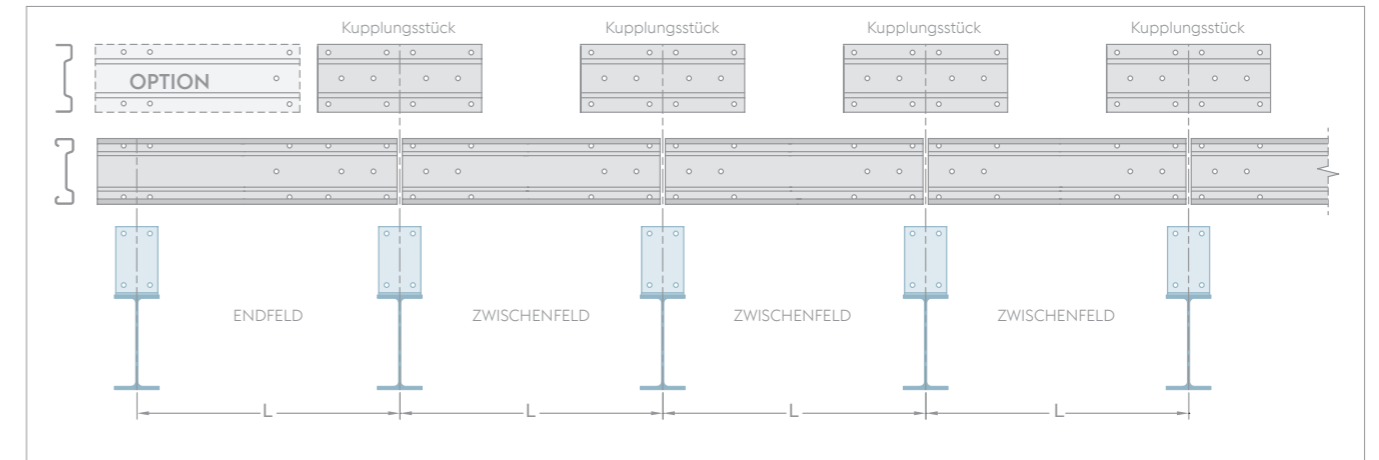 Kupplungsstück Kupplungsstück Kupplungsstück Kupplungsstück
OPTION
ENDFELD ZWISCHENFELD ZWISCHENFELD ZWISCHENFELD
L L L L